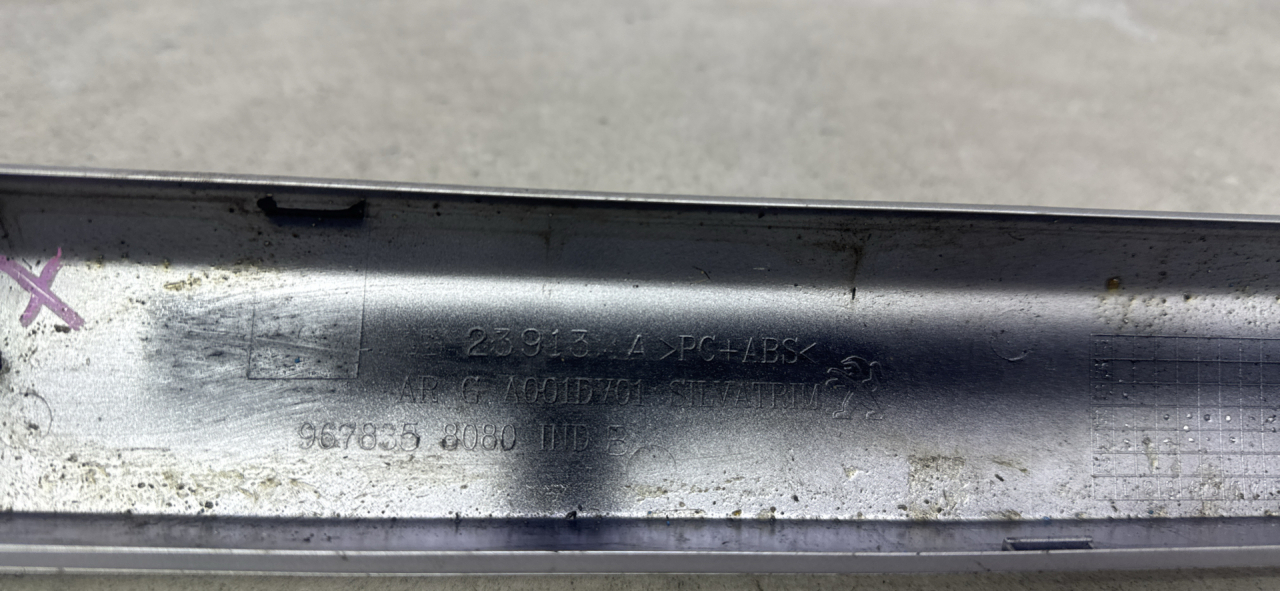 23913 A >PC+ABS<
AR G A001DV01 SILVATRIM
967835 8080 IND B